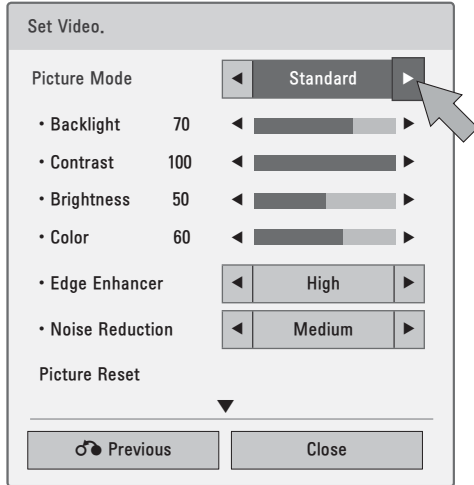 Set Video.
Picture Mode ◄ Standard ►
• Backlight 70 ◄ ►
• Contrast 100 ◄ ►
• Brightness 50 ◄ ►
• Color 60 ◄ ►
• Edge Enhancer ◄ High ►
• Noise Reduction ◄ Medium ►
Picture Reset
▼
Previous Close